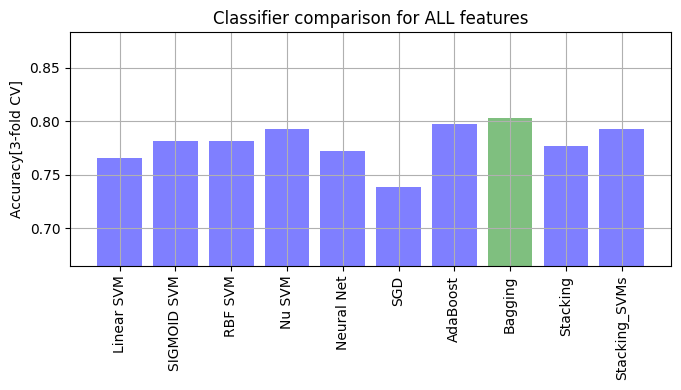 Classifier comparison for ALL features
Accuracy[3-fold CV]
0.85
0.80
0.75
0.70
Linear SVM
SIGMOID SVM
RBF SVM
Nu SVM
Neural Net
SGD
AdaBoost
Bagging
Stacking
Stacking_SVMs